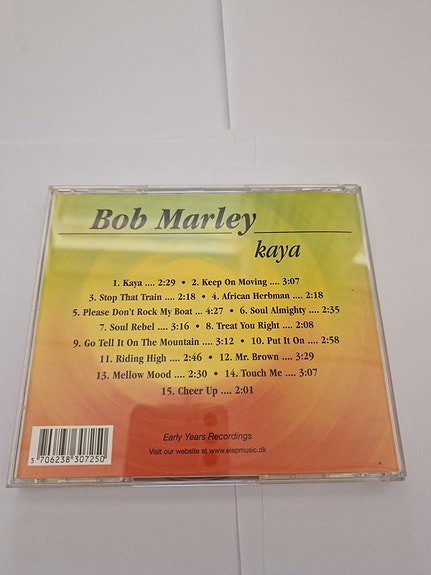 Bob Marley
kaya
1. Kaya .... 2:29 • 2. Keep On Moving .... 3:07
3. Stop That Train .... 2:18 • 4. African Herbman .... 2:18
5. Please Don't Rock My Boat ... 4:27 • 6. Soul Almighty .... 2:35
7. Soul Rebel .... 3:16 • 8. Treat You Right .... 2:08
9. Go Tell It On The Mountain .... 3:12 • 10. Put It On .... 2:58
11. Riding High .... 2:46 • 12. Mr. Brown .... 3:29
13. Mellow Mood .... 2:30 • 14. Touch Me .... 3:07
15. Cheer Up .... 2:01
Early Years Recordings
Visit our website at www.elapmusic.dk
5 706238 307250